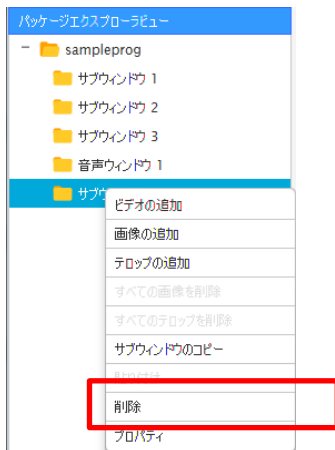 パッケージエクスプローラビュー
sampleprog
サブウィンドウ 1
サブウィンドウ 2
サブウィンドウ 3
音声ウィンドウ 1
サブウ
ビデオの追加
画像の追加
テロップの追加
すべての画像を削除
すべてのテロップを削除
サブウィンドウのコピー
貼り付け
削除
プロパティ